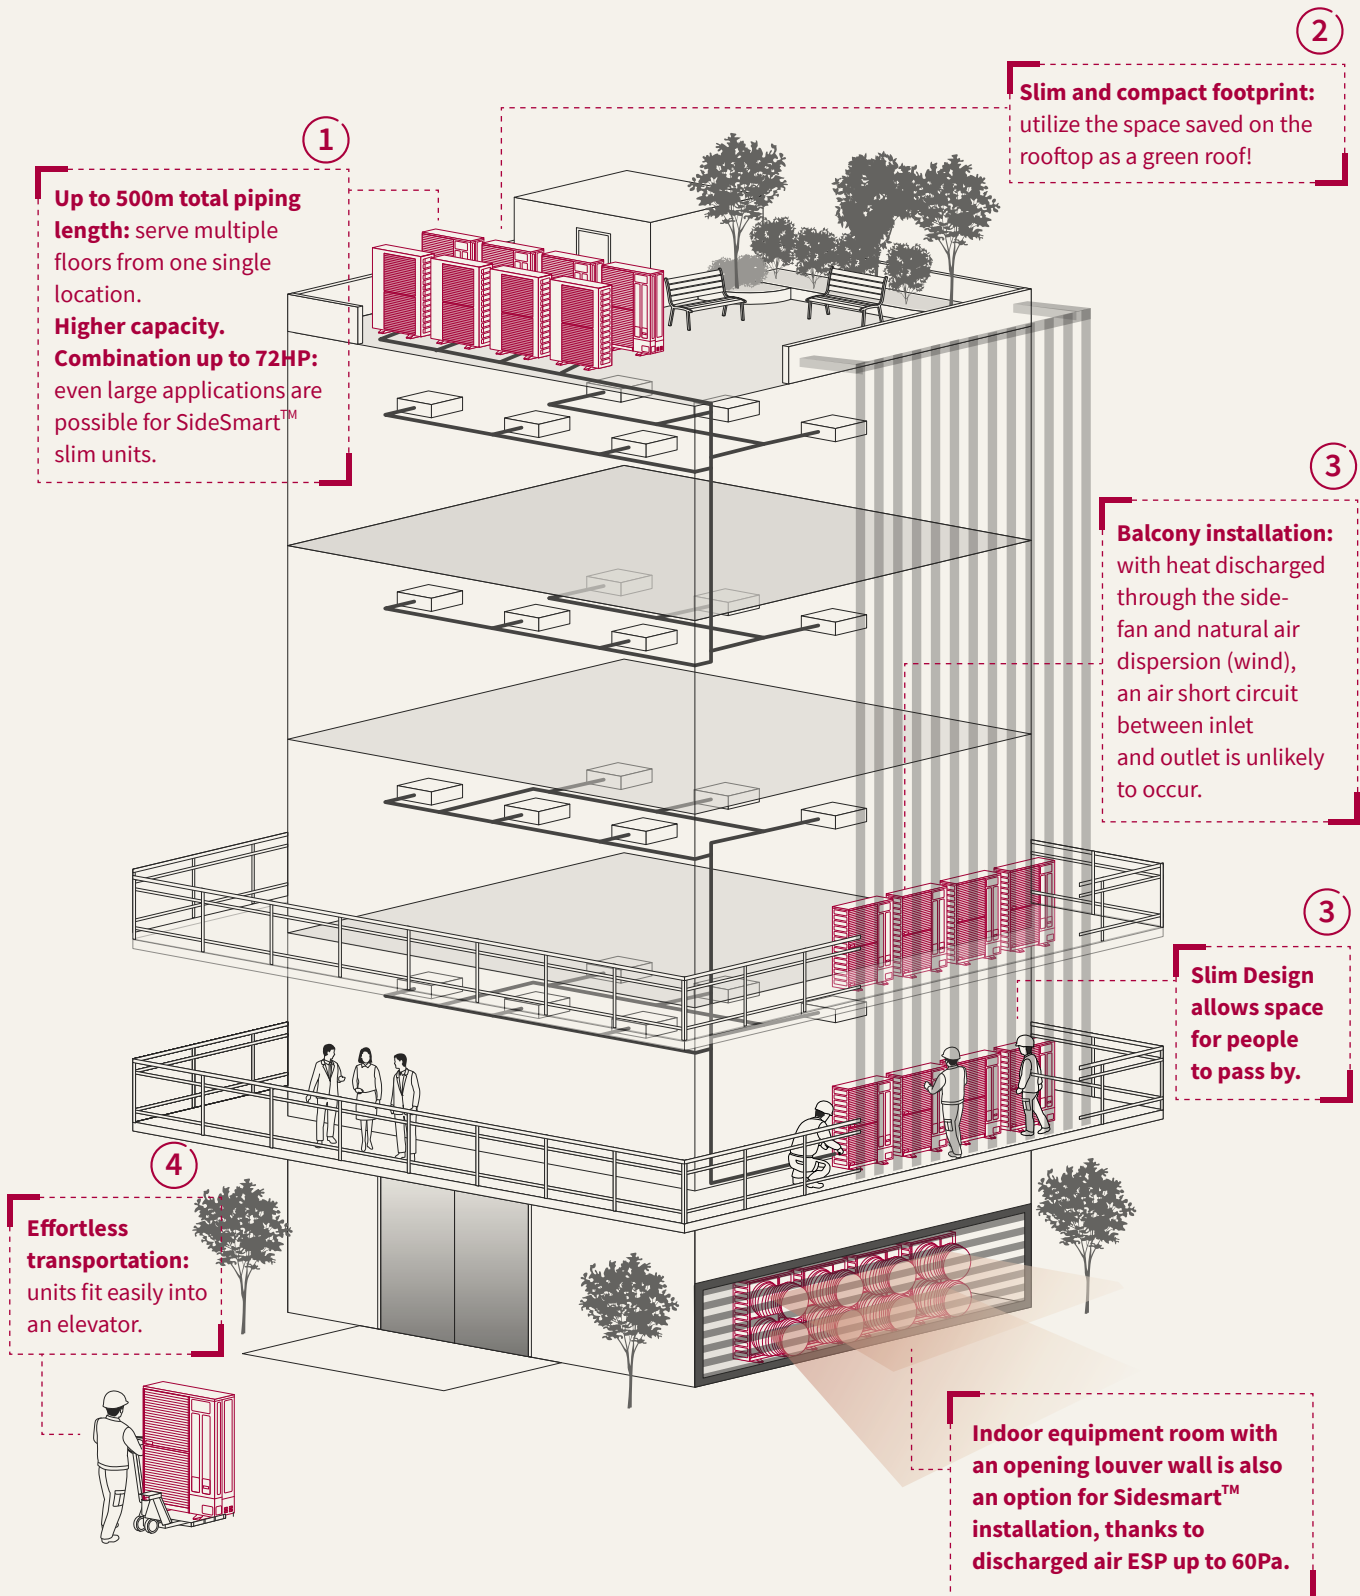 1
Up to 500m total piping
length: serve multiple
floors from one single
location.
Higher capacity.
Combination up to 72HP:
even large applications are
possible for SideSmart™
slim units.
2
Slim and compact footprint:
utilize the space saved on the
rooftop as a green roof!
3
Balcony installation:
with heat discharged
through the side-
fan and natural air
dispersion (wind),
an air short circuit
between inlet
and outlet is unlikely
to occur.
3
Slim Design
allows space
for people
to pass by.
4
Effortless
transportation:
units fit easily into
an elevator.
Indoor equipment room with
an opening louver wall is also
an option for Sidesmart™
installation, thanks to
discharged air ESP up to 60Pa.